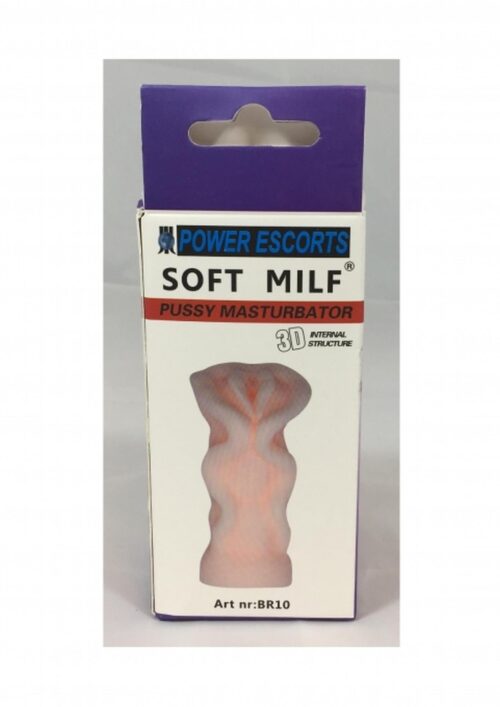 POWER ESCORTS
SOFT MILF®
PUSSY MASTURBATOR
3D INTERNAL
STRUCTURE
Art nr:BR10